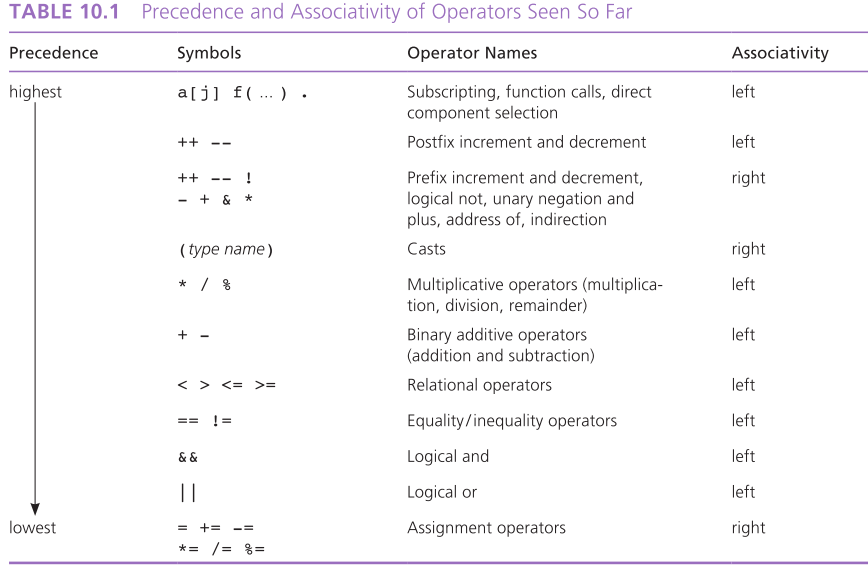 TABLE 10.1 Precedence and Associativity of Operators Seen So Far
Precedence Symbols Operator Names Associativity
highest a[j] f( … ) . Subscripting, function calls, direct left
component selection
++ -- Postfix increment and decrement left
++ -- ! Prefix increment and decrement, right
- + & * logical not, unary negation and
plus, address of, indirection
(type name) Casts right
* / % Multiplicative operators (multiplica- left
tion, division, remainder)
+ - Binary additive operators left
(addition and subtraction)
< > <= >= Relational operators left
== != Equality/inequality operators left
&& Logical and left
|| Logical or left
lowest = += -= Assignment operators right
*= /= %=